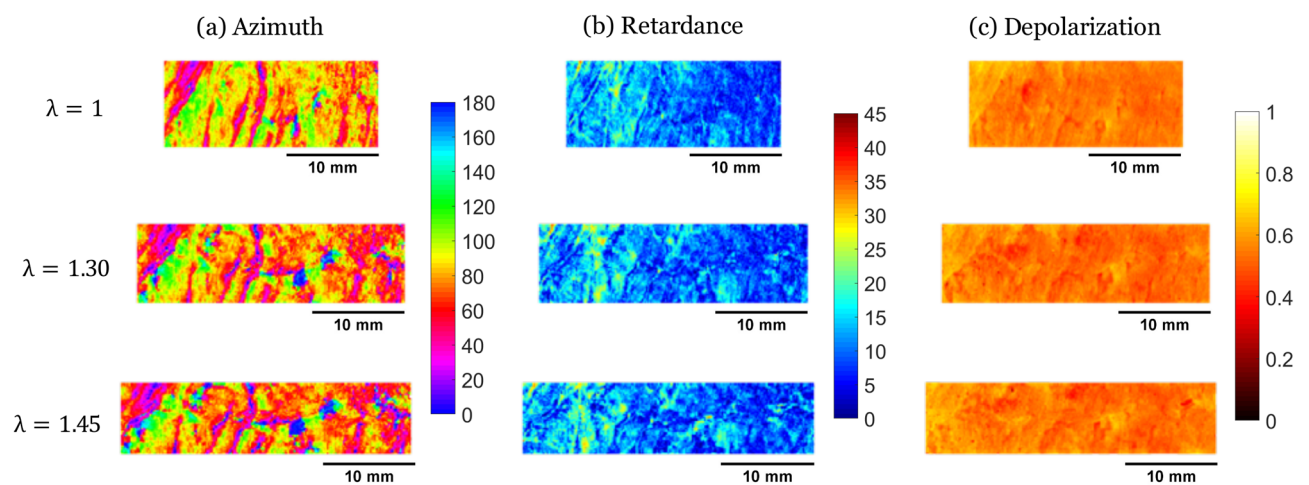 (a) Azimuth
(b) Retardance
(c) Depolarization
λ = 1
10 mm
10 mm
10 mm
λ = 1.30
10 mm
10 mm
10 mm
λ = 1.45
10 mm
10 mm
10 mm
180
160
140
120
100
80
60
40
20
0
45
40
35
30
25
20
15
10
5
0
1
0.8
0.6
0.4
0.2
0